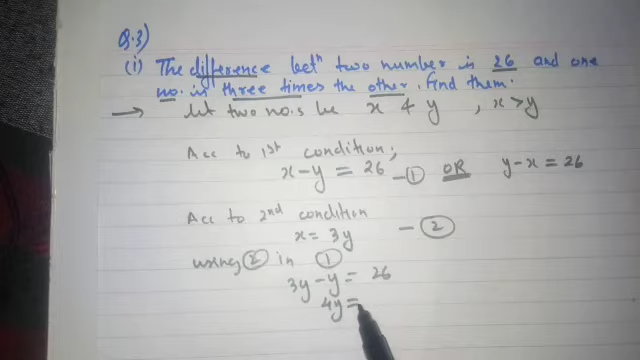 Q.3)
(i) The difference betn two number is 26 and one
no. is three times the other. Find them.
→ let two no.s be x & y , x>y
Acc to 1st condition;
x-y = 26 -① OR y-x = 26
Acc to 2nd condition
x = 3y -②
using ② in ①
3y-y = 26
4y=